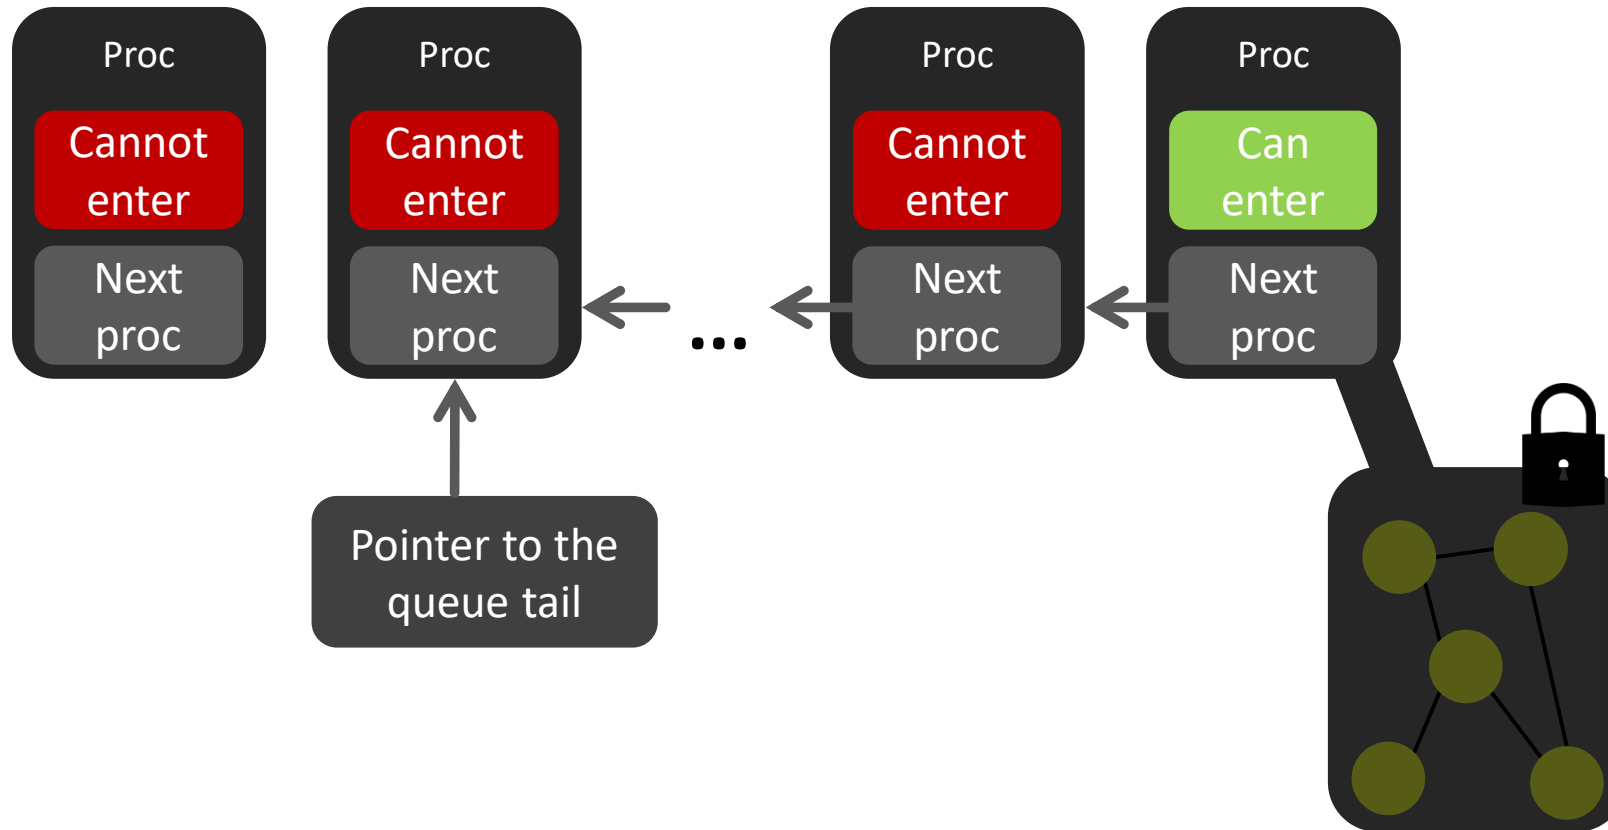 Proc
Cannot
enter
Next
proc
Proc
Cannot
enter
Next
proc
...
Proc
Cannot
enter
Next
proc
Proc
Can
enter
Next
proc
Pointer to the
queue tail